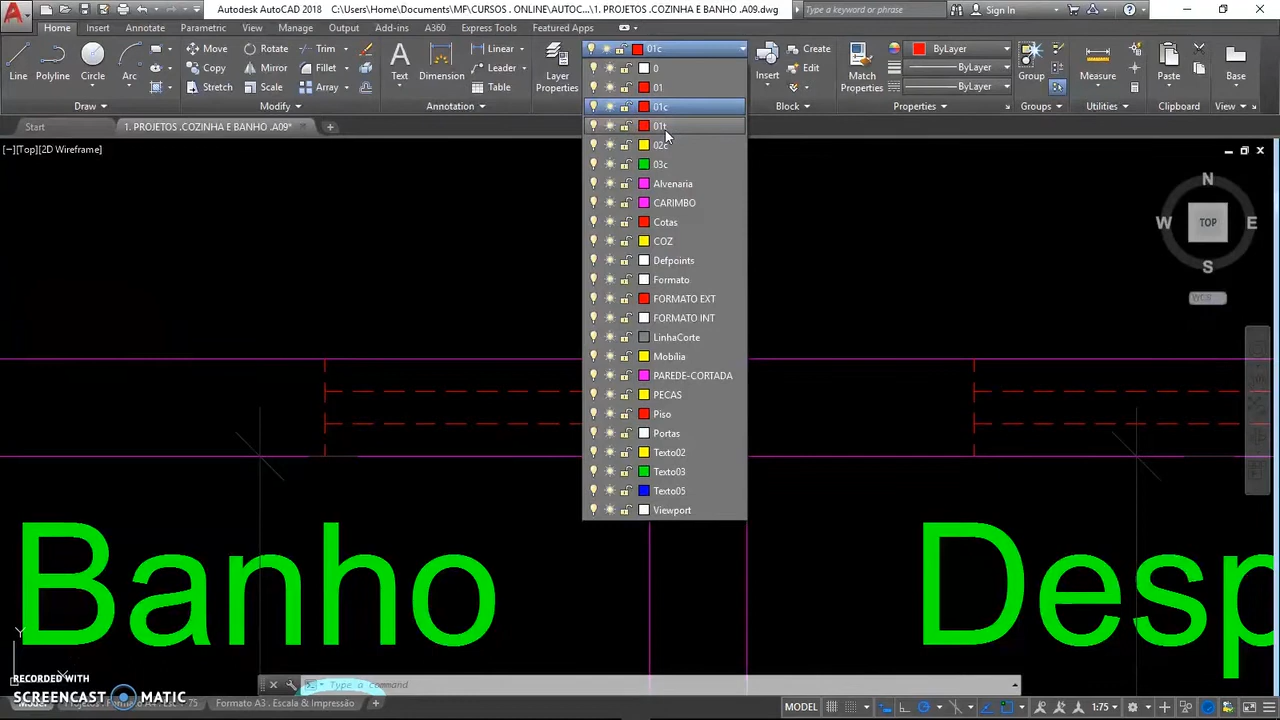 Autodesk AutoCAD 2018 C:\Users\Home\Documents\MF\CURSOS . ONLINE\AUTOC...\1. PROJETOS .COZINHA E BANHO .A09.dwg
Type a keyword or phrase
Sign In
Home Insert Annotate Parametric View Manage Output Add-ins A360 Express Tools Featured Apps
Line
Polyline
Circle
Arc
Move
Rotate
Trim
Copy
Mirror
Fillet
Stretch
Scale
Array
Text
Dimension
Linear
Leader
Table
Layer
Properties
01c
Insert
Create
Edit
Match
Properties
ByLayer
ByLayer
ByLayer
Group
Measure
Paste
Base
Draw
Modify
Annotation
Block
Properties
Groups
Utilities
Clipboard
View
Start
1. PROJETOS .COZINHA E BANHO .A09*
[−][Top][2D Wireframe]
0
01
01c
01t
02c
03c
Alvenaria
CARIMBO
Cotas
COZ
Defpoints
Formato
FORMATO EXT
FORMATO INT
LinhaCorte
Mobília
PAREDE-CORTADA
PECAS
Piso
Portas
Texto02
Texto03
Texto05
Viewport
N
W
TOP
E
S
Banho
Desp
Y
X
RECORDED WITH
SCREENCAST MATIC
Type a command
Model
Formato A3 . Escala & Impressão
MODEL
1:75